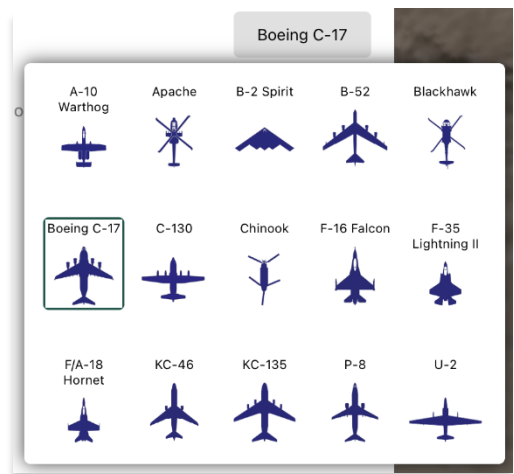 Boeing C-17
A-10
Warthog
Apache
B-2 Spirit
B-52
Blackhawk
Boeing C-17
C-130
Chinook
F-16 Falcon
F-35
Lightning II
F/A-18
Hornet
KC-46
KC-135
P-8
U-2